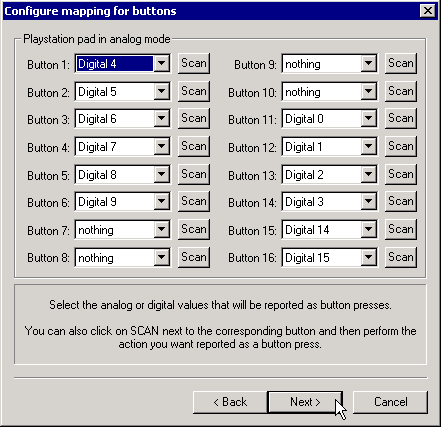 Configure mapping for buttons
Playstation pad in analog mode
Button 1: Digital 4 Scan Button 9: nothing Scan
Button 2: Digital 5 Scan Button 10: nothing Scan
Button 3: Digital 6 Scan Button 11: Digital 0 Scan
Button 4: Digital 7 Scan Button 12: Digital 1 Scan
Button 5: Digital 8 Scan Button 13: Digital 2 Scan
Button 6: Digital 9 Scan Button 14: Digital 3 Scan
Button 7: nothing Scan Button 15: Digital 14 Scan
Button 8: nothing Scan Button 16: Digital 15 Scan
Select the analog or digital values that will be reported as button presses.
You can also click on SCAN next to the corresponding button and then perform the
action you want reported as a button press.
< Back Next > Cancel